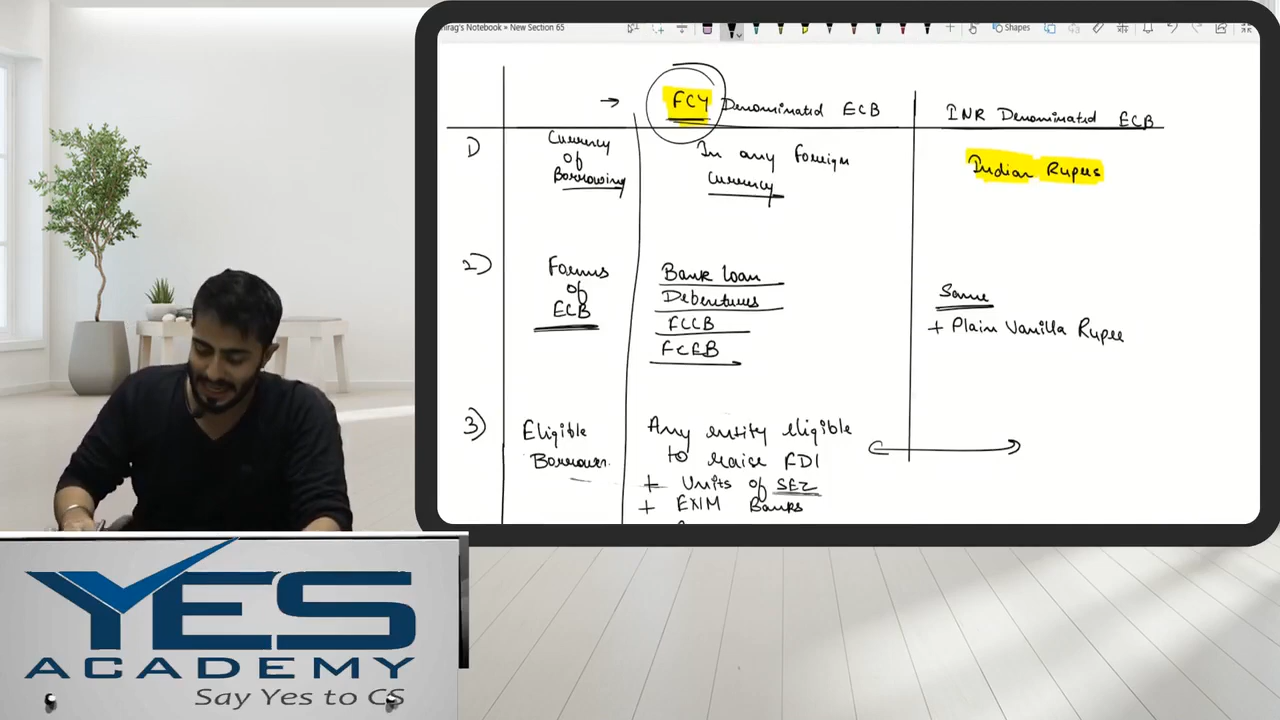 irag's Notebook » New Section 65
Shapes
→ FCY Denominated ECB
INR Denominated ECB
1)
Currency
of
Borrowing
In any Foreign
Currency
Indian Rupees
2)
Forms
of
ECB
Bank loan
Debentures
FCCB
FCEB
Same
+ Plain Vanilla Rupee
3)
Eligible
Borrowers.
Any entity eligible
to raise FDI
+ Units of SEZ
+ EXIM Banks
YES
ACADEMY
Say Yes to CS